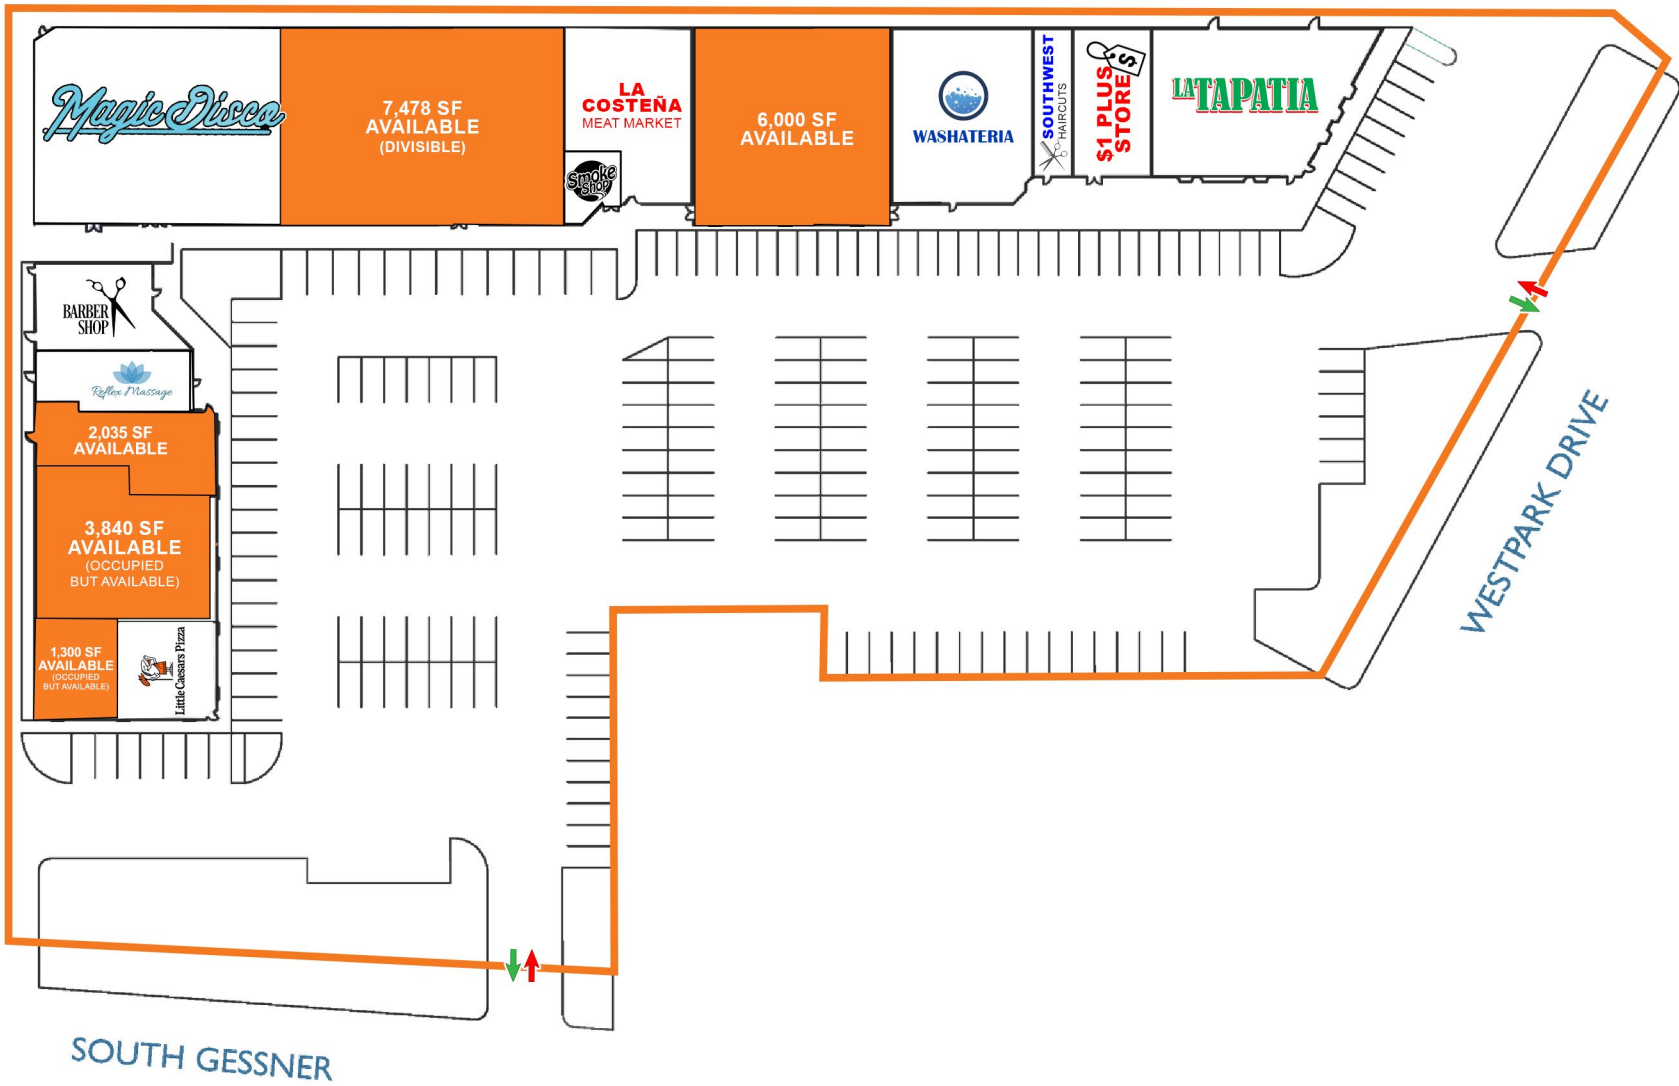 Magic Disco
7,478 SF
AVAILABLE
(DIVISIBLE)
LA
COSTEÑA
MEAT MARKET
Smoke
Shop
6,000 SF
AVAILABLE
WASHATERIA
SOUTHWEST
HAIRCUTS
$1 PLUS
STORE
$
LA TAPATIA
BARBER
SHOP
Reflex Massage
2,035 SF
AVAILABLE
3,840 SF
AVAILABLE
(OCCUPIED
BUT AVAILABLE)
1,300 SF
AVAILABLE
(OCCUPIED
BUT AVAILABLE)
Little Caesars Pizza
WESTPARK DRIVE
SOUTH GESSNER